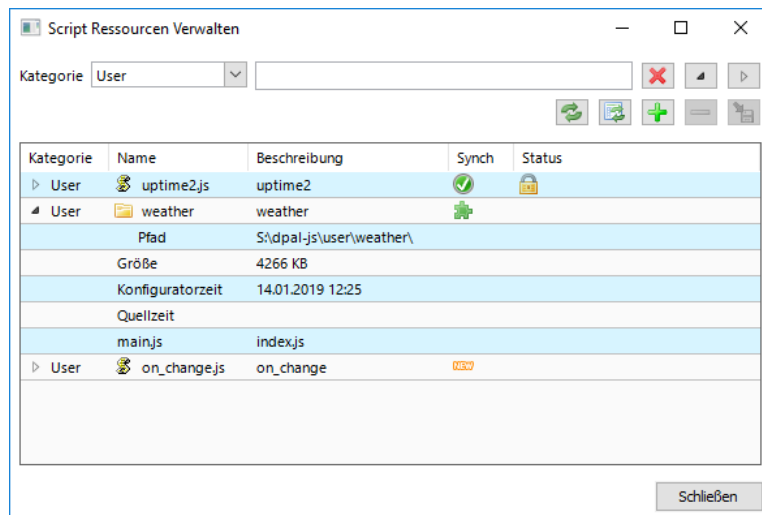 Script Ressourcen Verwalten
Kategorie User
Kategorie Name Beschreibung Synch Status
User uptime2.js uptime2
User weather weather
Pfad S:\dpal-js\user\weather\
Größe 4266 KB
Konfiguratorzeit 14.01.2019 12:25
Quellzeit
main.js index.js
User on_change.js on_change NEW
Schließen